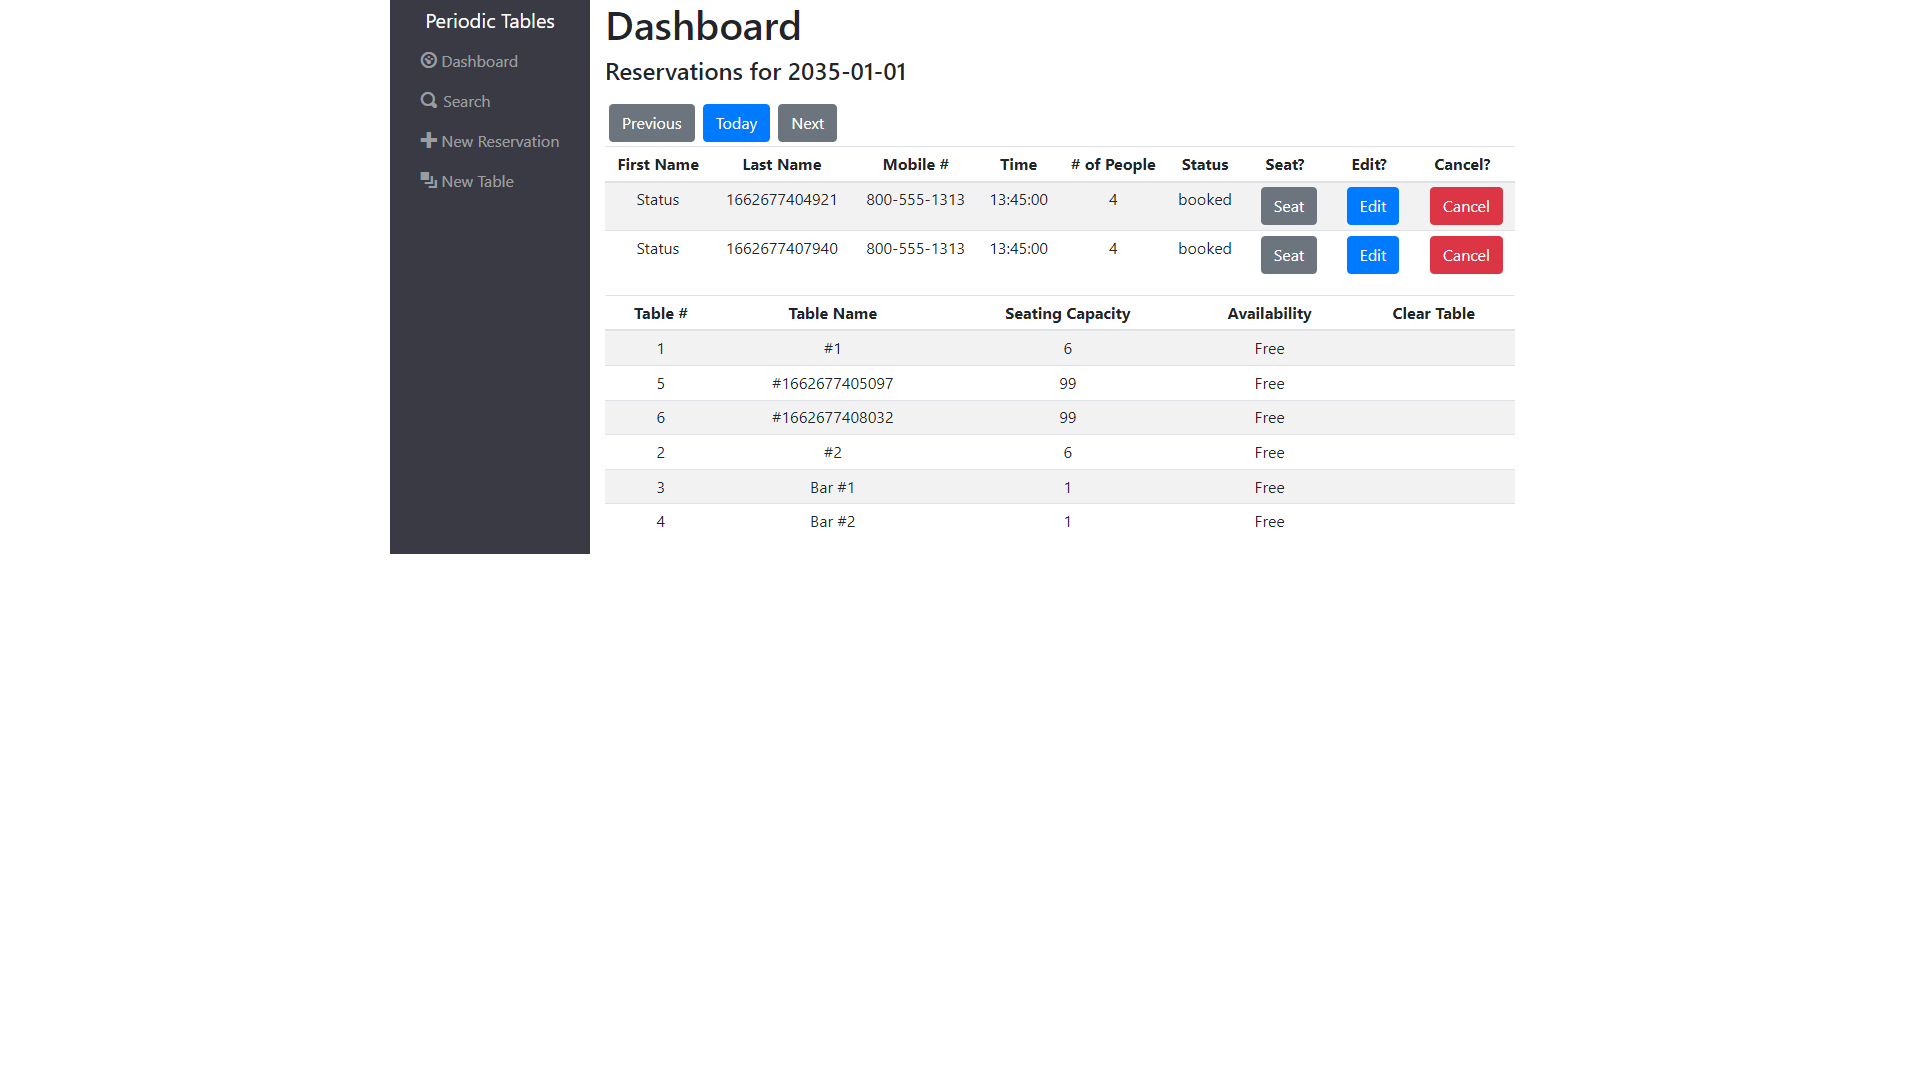 Periodic Tables
Dashboard
Search
New Reservation
New Table
Dashboard
Reservations for 2035-01-01
Previous Today Next
First Name Last Name Mobile # Time # of People Status Seat? Edit? Cancel?
Status 1662677404921 800-555-1313 13:45:00 4 booked Seat Edit Cancel
Status 1662677407940 800-555-1313 13:45:00 4 booked Seat Edit Cancel
Table # Table Name Seating Capacity Availability Clear Table
1 #1 6 Free
5 #1662677405097 99 Free
6 #1662677408032 99 Free
2 #2 6 Free
3 Bar #1 1 Free
4 Bar #2 1 Free